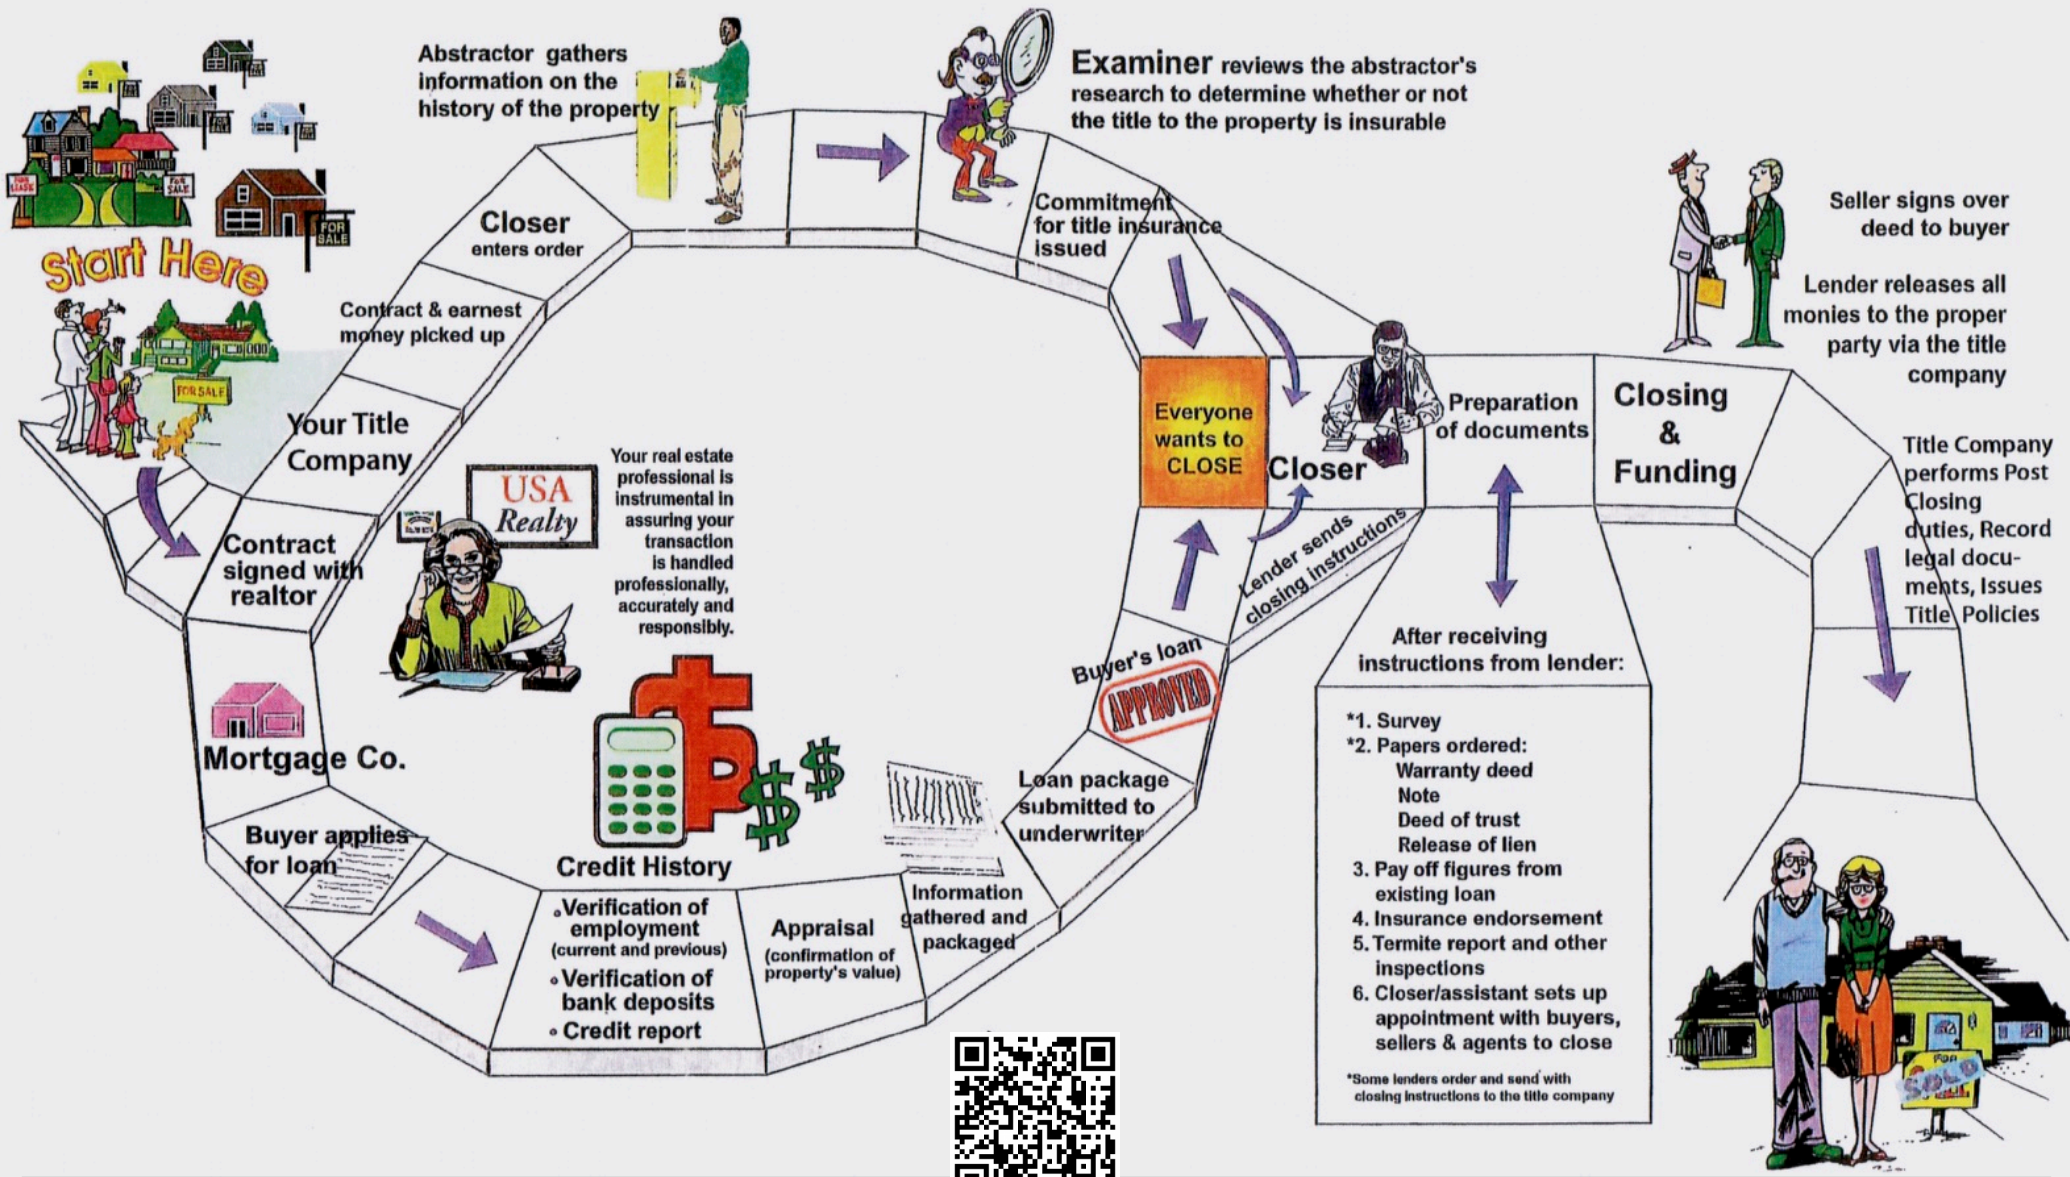 FOR LEASE
FOR SALE
FOR SALE
Start Here
FOR SALE
Contract
signed with
realtor
Your Title
Company
Contract & earnest
money picked up
Closer
enters order
Abstractor gathers
information on the
history of the property
Examiner reviews the abstractor's
research to determine whether or not
the title to the property is insurable
Commitment
for title insurance
issued
USA
Realty
Your real estate
professional is
instrumental in
assuring your
transaction
is handled
professionally,
accurately and
responsibly.
Mortgage Co.
Buyer applies
for loan
Credit History
Verification of
employment
(current and previous)
Verification of
bank deposits
Credit report
Appraisal
(confirmation of
property's value)
Information
gathered and
packaged
Loan package
submitted to
underwriter
Buyer's loan
APPROVED
Everyone
wants to
CLOSE
Lender sends
closing instructions
Closer
Preparation
of documents
After receiving
instructions from lender:
*1. Survey
*2. Papers ordered:
Warranty deed
Note
Deed of trust
Release of lien
3. Pay off figures from
existing loan
4. Insurance endorsement
5. Termite report and other
inspections
6. Closer/assistant sets up
appointment with buyers,
sellers & agents to close
*Some lenders order and send with
closing instructions to the title company
Closing
&
Funding
Seller signs over
deed to buyer
Lender releases all
monies to the proper
party via the title
company
Title Company
performs Post
Closing
duties, Record
legal docu-
ments, Issues
Title Policies
FOR
SOLD